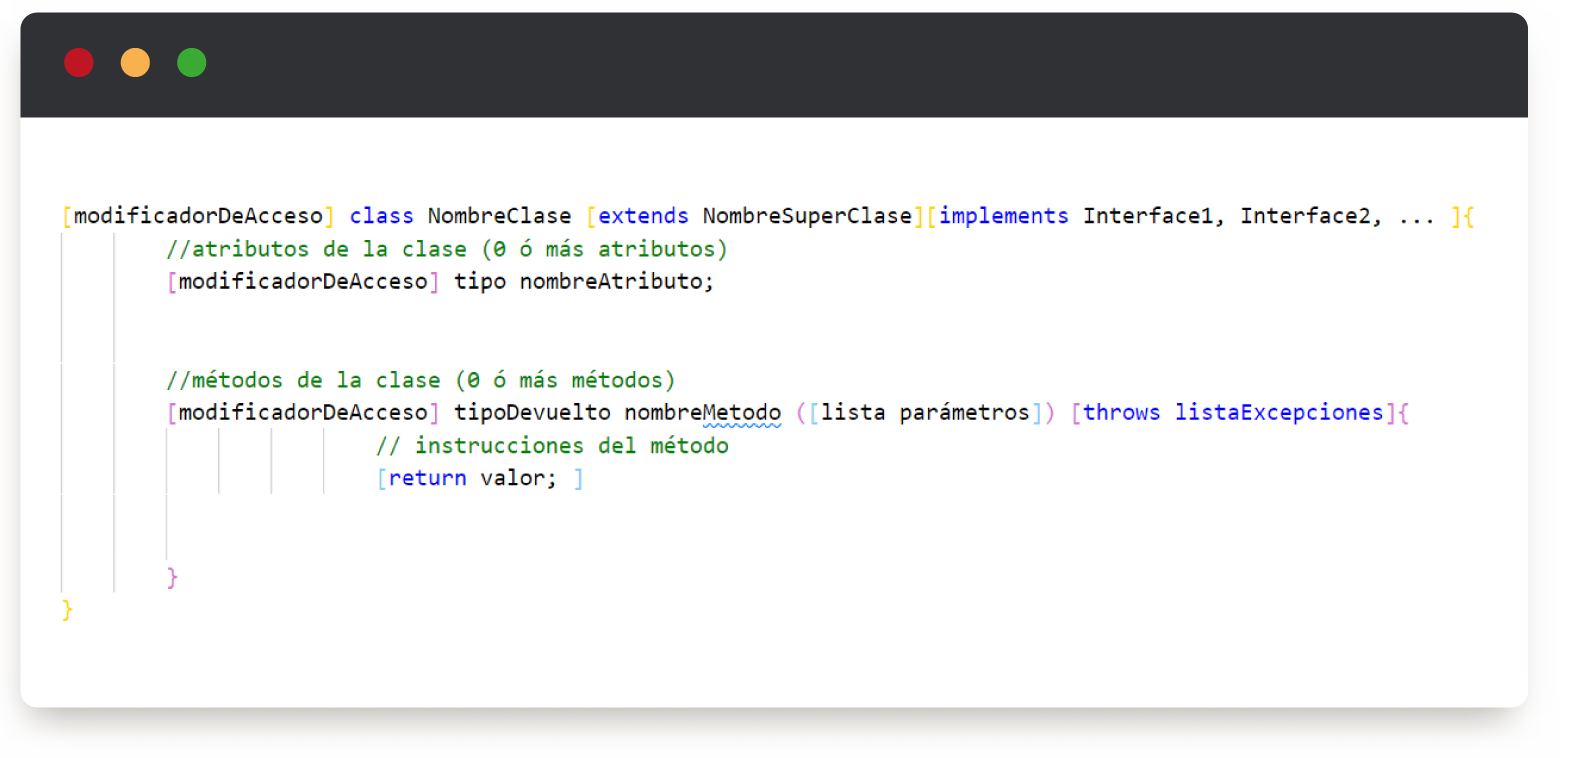 [modificadorDeAcceso] class NombreClase [extends NombreSuperClase][implements Interface1, Interface2, ... ]{
//atributos de la clase (0 ó más atributos)
[modificadorDeAcceso] tipo nombreAtributo;
//métodos de la clase (0 ó más métodos)
[modificadorDeAcceso] tipoDevuelto nombreMetodo ([lista parámetros]) [throws listaExcepciones]{
// instrucciones del método
[return valor; ]
}
}